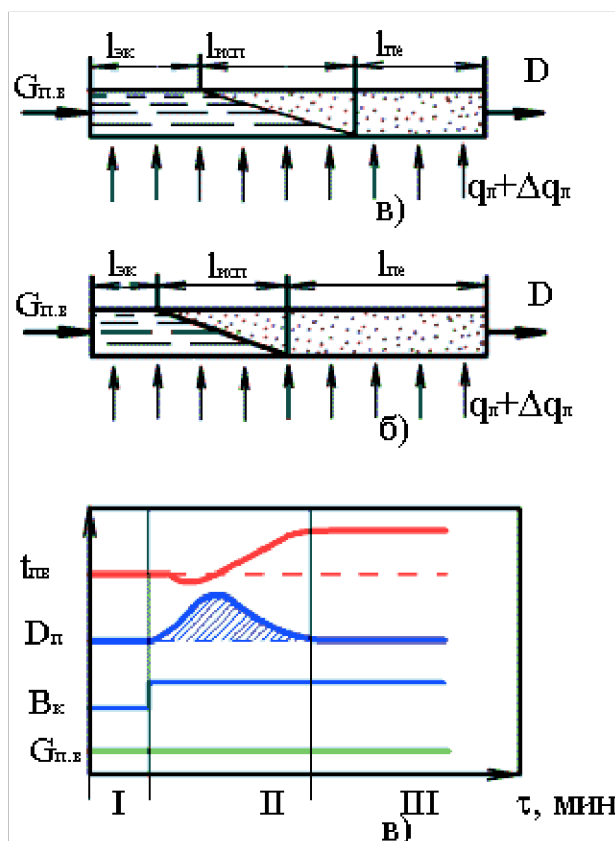 lэк lисп lпе
Gп.в D
qл+Δqл
в)
lэк lисп lпе
Gп.в D
qл+Δqл
б)
tпе
Dп
Bк
Gп.в
I II III τ, мин
в)